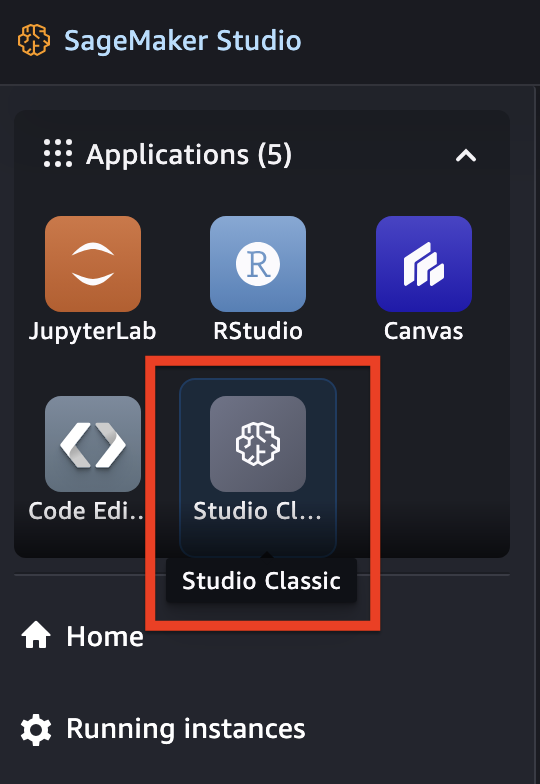 SageMaker Studio
Applications (5)
JupyterLab
RStudio
Canvas
Code Edi...
Studio Cl...
Studio Classic
Home
Running instances